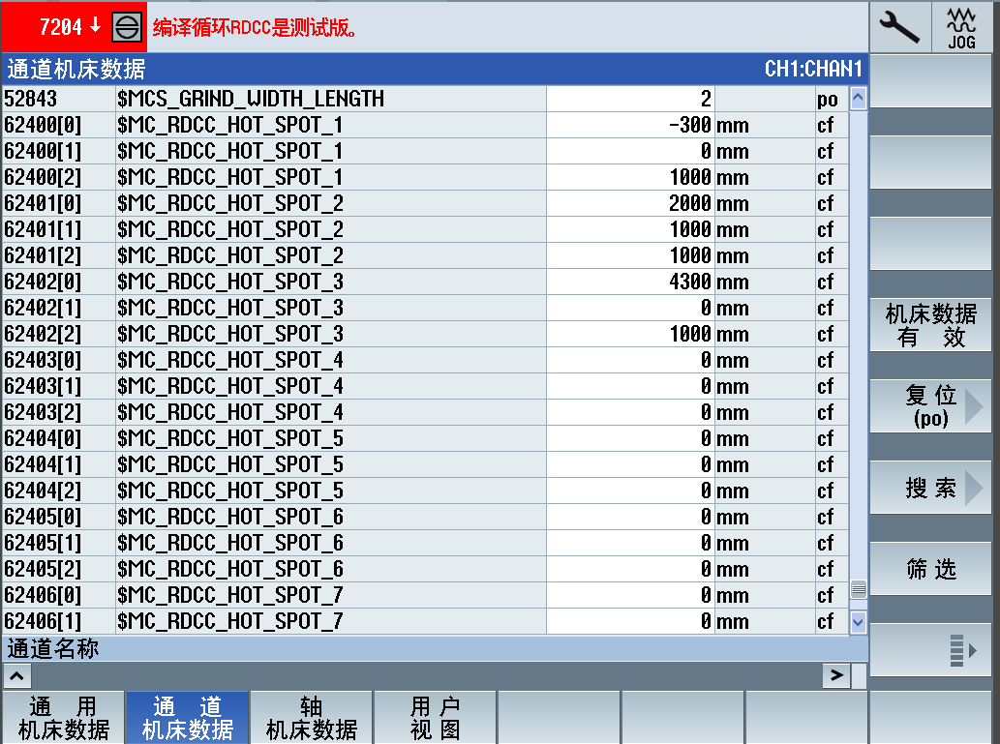 7204 ↓ 编译循环RDCC是测试版。
JOG
通道机床数据 CH1:CHAN1
52843 $MCS_GRIND_WIDTH_LENGTH 2 po
62400[0] $MC_RDCC_HOT_SPOT_1 -300 mm cf
62400[1] $MC_RDCC_HOT_SPOT_1 0 mm cf
62400[2] $MC_RDCC_HOT_SPOT_1 1000 mm cf
62401[0] $MC_RDCC_HOT_SPOT_2 2000 mm cf
62401[1] $MC_RDCC_HOT_SPOT_2 1000 mm cf
62401[2] $MC_RDCC_HOT_SPOT_2 1000 mm cf
62402[0] $MC_RDCC_HOT_SPOT_3 4300 mm cf
62402[1] $MC_RDCC_HOT_SPOT_3 0 mm cf
62402[2] $MC_RDCC_HOT_SPOT_3 1000 mm cf
62403[0] $MC_RDCC_HOT_SPOT_4 0 mm cf
62403[1] $MC_RDCC_HOT_SPOT_4 0 mm cf
62403[2] $MC_RDCC_HOT_SPOT_4 0 mm cf
62404[0] $MC_RDCC_HOT_SPOT_5 0 mm cf
62404[1] $MC_RDCC_HOT_SPOT_5 0 mm cf
62404[2] $MC_RDCC_HOT_SPOT_5 0 mm cf
62405[0] $MC_RDCC_HOT_SPOT_6 0 mm cf
62405[1] $MC_RDCC_HOT_SPOT_6 0 mm cf
62405[2] $MC_RDCC_HOT_SPOT_6 0 mm cf
62406[0] $MC_RDCC_HOT_SPOT_7 0 mm cf
62406[1] $MC_RDCC_HOT_SPOT_7 0 mm cf
通道名称
机床数据
有 效
复位
(po)
搜索
筛选
通 用
机床数据
通 道
机床数据
轴
机床数据
用户
视图